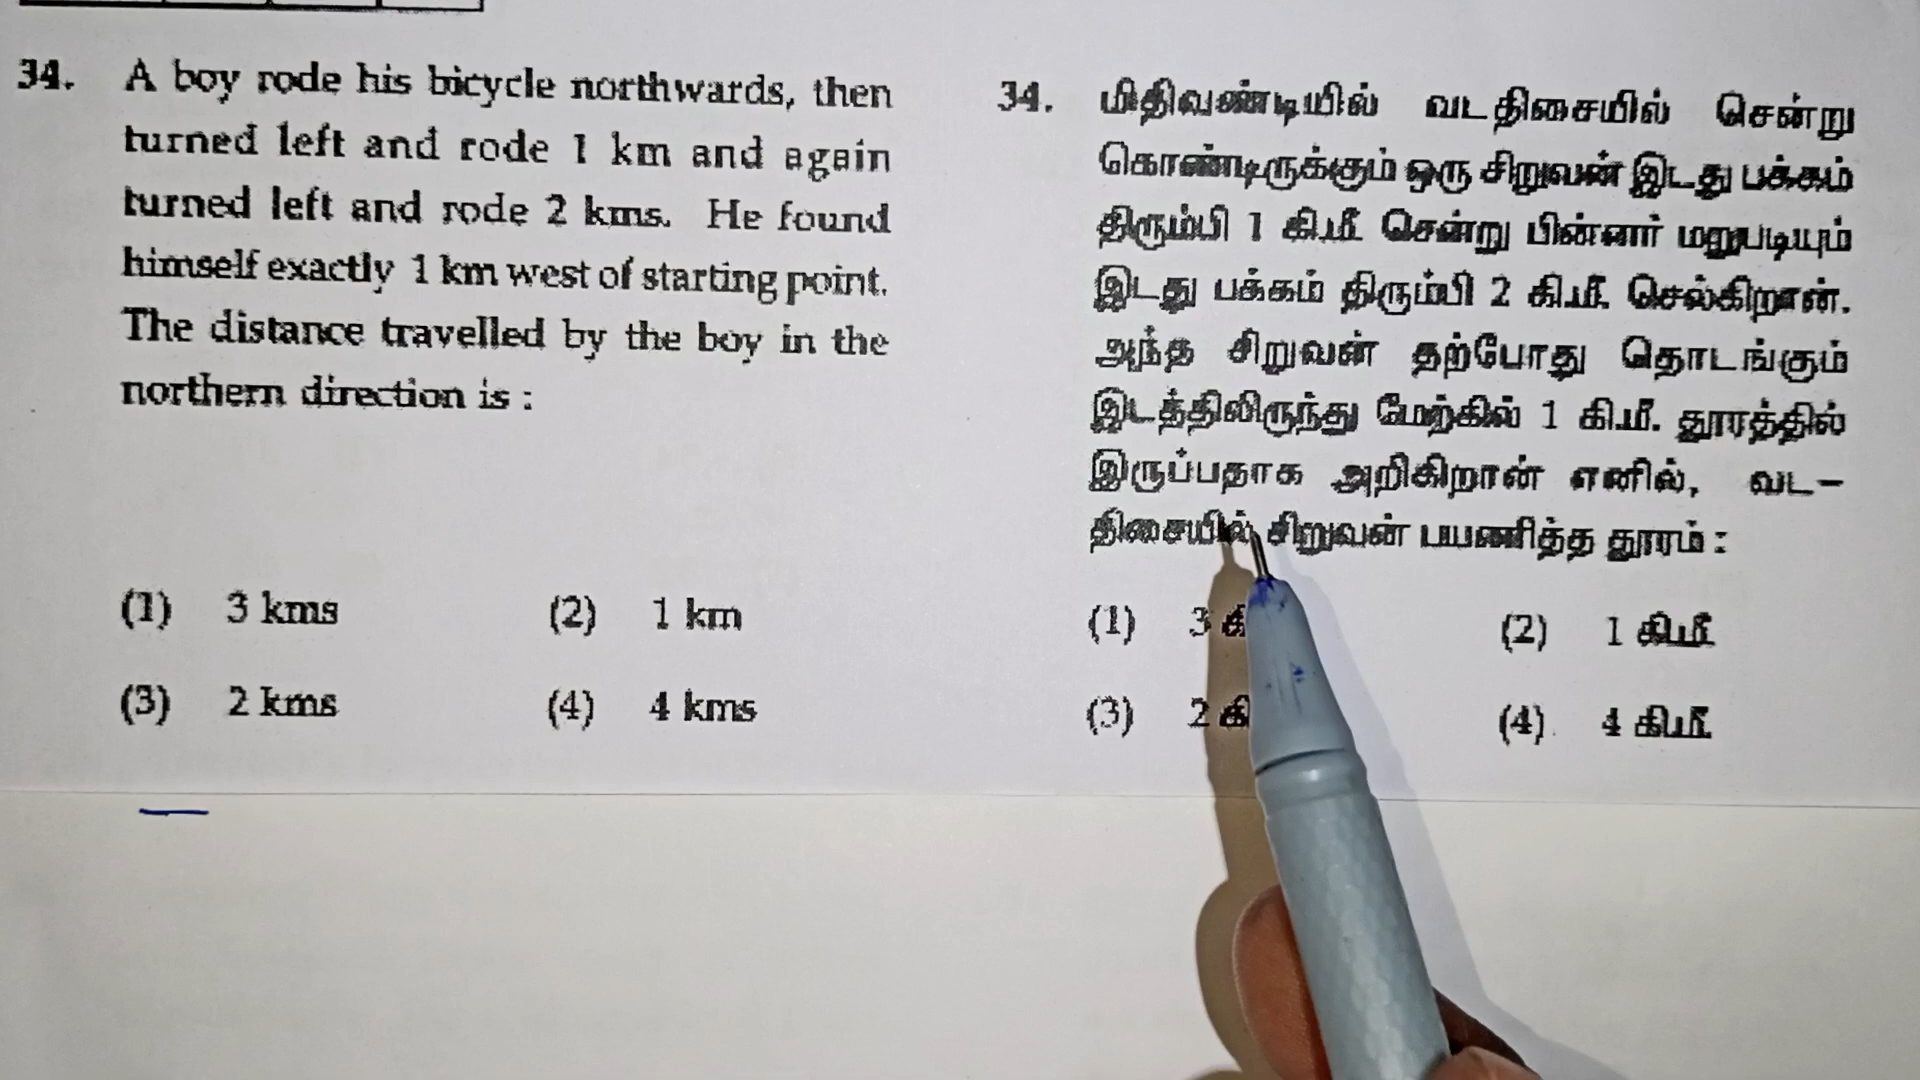 34. A boy rode his bicycle northwards, then
turned left and rode 1 km and again
turned left and rode 2 kms. He found
himself exactly 1 km west of starting point.
The distance travelled by the boy in the
northern direction is :
(1) 3 kms (2) 1 km
(3) 2 kms (4) 4 kms
34. மிதிவண்டியில் வடதிசையில் சென்று
கொண்டிருக்கும் ஒரு சிறுவன் இடது பக்கம்
திரும்பி 1 கி.மீ. சென்று பின்னர் மறுபடியும்
இடது பக்கம் திரும்பி 2 கி.மீ. செல்கிறான்.
அந்த சிறுவன் தற்போது தொடங்கும்
இடத்திலிருந்து மேற்கில் 1 கி.மீ. தூரத்தில்
இருப்பதாக அறிகிறான் எனில், வட-
திசையில் சிறுவன் பயணித்த தூரம் :
(1) 3 கி (2) 1 கி.மீ
(3) 2 கி (4) 4 கி.மீ